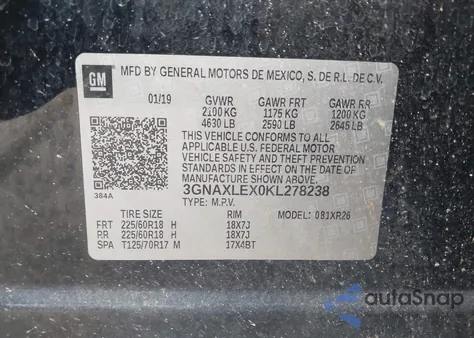 GM
MFD BY GENERAL MOTORS DE MEXICO, S. DE R.L. DE C.V.
01/19 GVWR GAWR FRT GAWR RR
2100 KG 1175 KG 1200 KG
4630 LB 2590 LB 2645 LB
THIS VEHICLE CONFORMS TO ALL
APPLICABLE U.S. FEDERAL MOTOR
VEHICLE SAFETY AND THEFT PREVENTION
STANDARDS IN EFFECT ON THE DATE OF
MANUFACTURE SHOWN ABOVE.
384A
3GNAXLEX0KL278238
TYPE: M.P.V.
TIRE SIZE RIM MODEL: 081XR26
FRT 225/60R18 H 18X7J
RR 225/60R18 H 18X7J
SPA T125/70R17 M 17X4BT
autoSnap